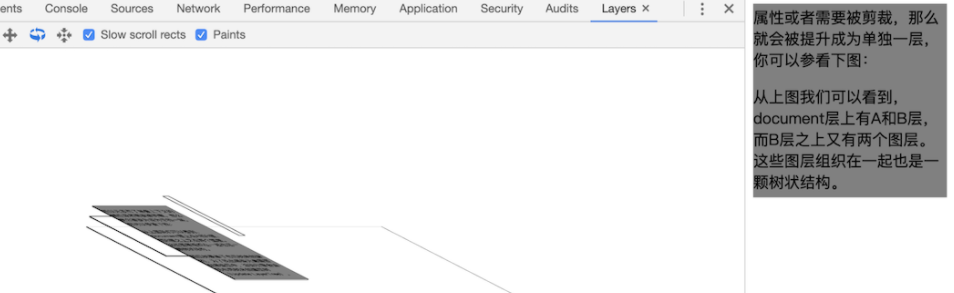 ents Console Sources Network Performance Memory Application Security Audits Layers ×
Slow scroll rects Paints
属性或者需要被剪裁，那么
就会被提升成为单独一层，
你可以参看下图：
从上图我们可以看到，
document层上有A和B层，
而B层之上又有两个图层。
这些图层组织在一起也是一
颗树状结构。